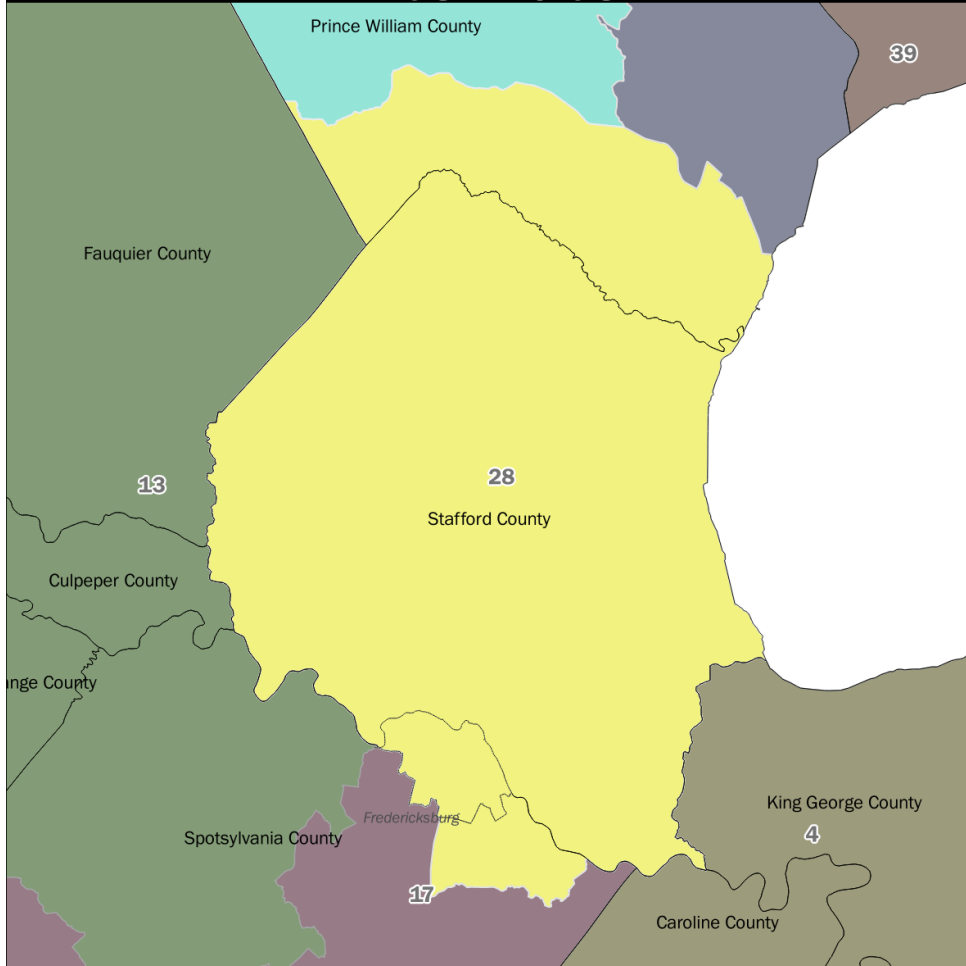 Prince William County
39
Fauquier County
28
13
Stafford County
Culpeper County
ange County
King George County
4
Fredericksburg
Spotsylvania County
17
Caroline County